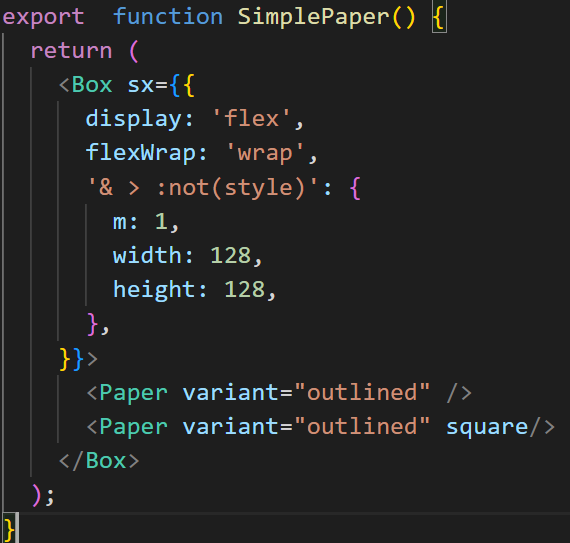 export  function SimplePaper() {
  return (
    <Box sx={{
      display: 'flex',
      flexWrap: 'wrap',
      '& > :not(style)': {
        m: 1,
        width: 128,
        height: 128,
      },
    }}>
      <Paper variant="outlined" />
      <Paper variant="outlined" square/>
    </Box>
  );
}